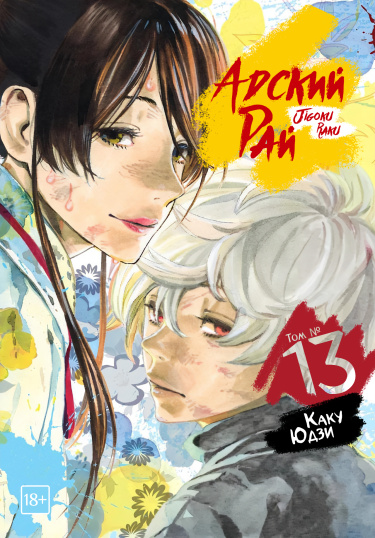 Адский
Рай
Jigoku
Raku
Том №
13
Каку
Юдзи
18+